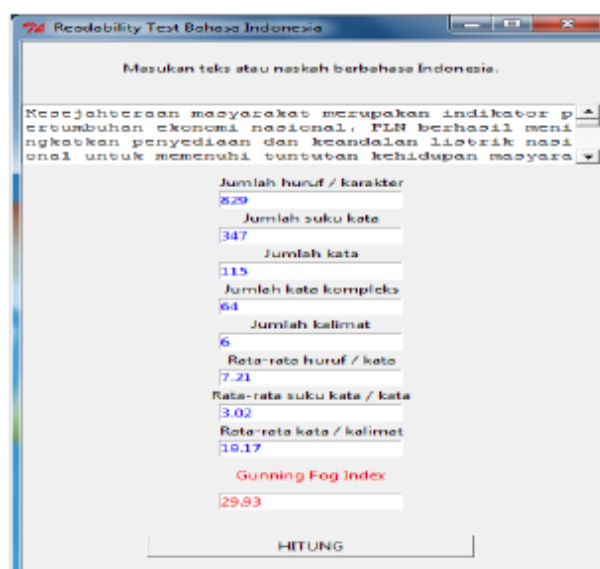 Readability Test Bahasa Indonesia
Masukan teks atau naskah berbahasa Indonesia.
Kesejahteraan masyarakat merupakan indikator p
ertumbuhan ekonomi nasional. PLN berhasil meni
ngkatkan penyediaan dan keandalan listrik nasi
onal untuk memenuhi tuntutan kehidupan masyara
Jumlah huruf / karakter
829
Jumlah suku kata
347
Jumlah kata
115
Jumlah kata kompleks
64
Jumlah kalimat
6
Rata-rata huruf / kata
7.21
Rata-rata suku kata / kata
3.02
Rata-rata kata / kalimat
19.17
Gunning Fog Index
29.93
HITUNG